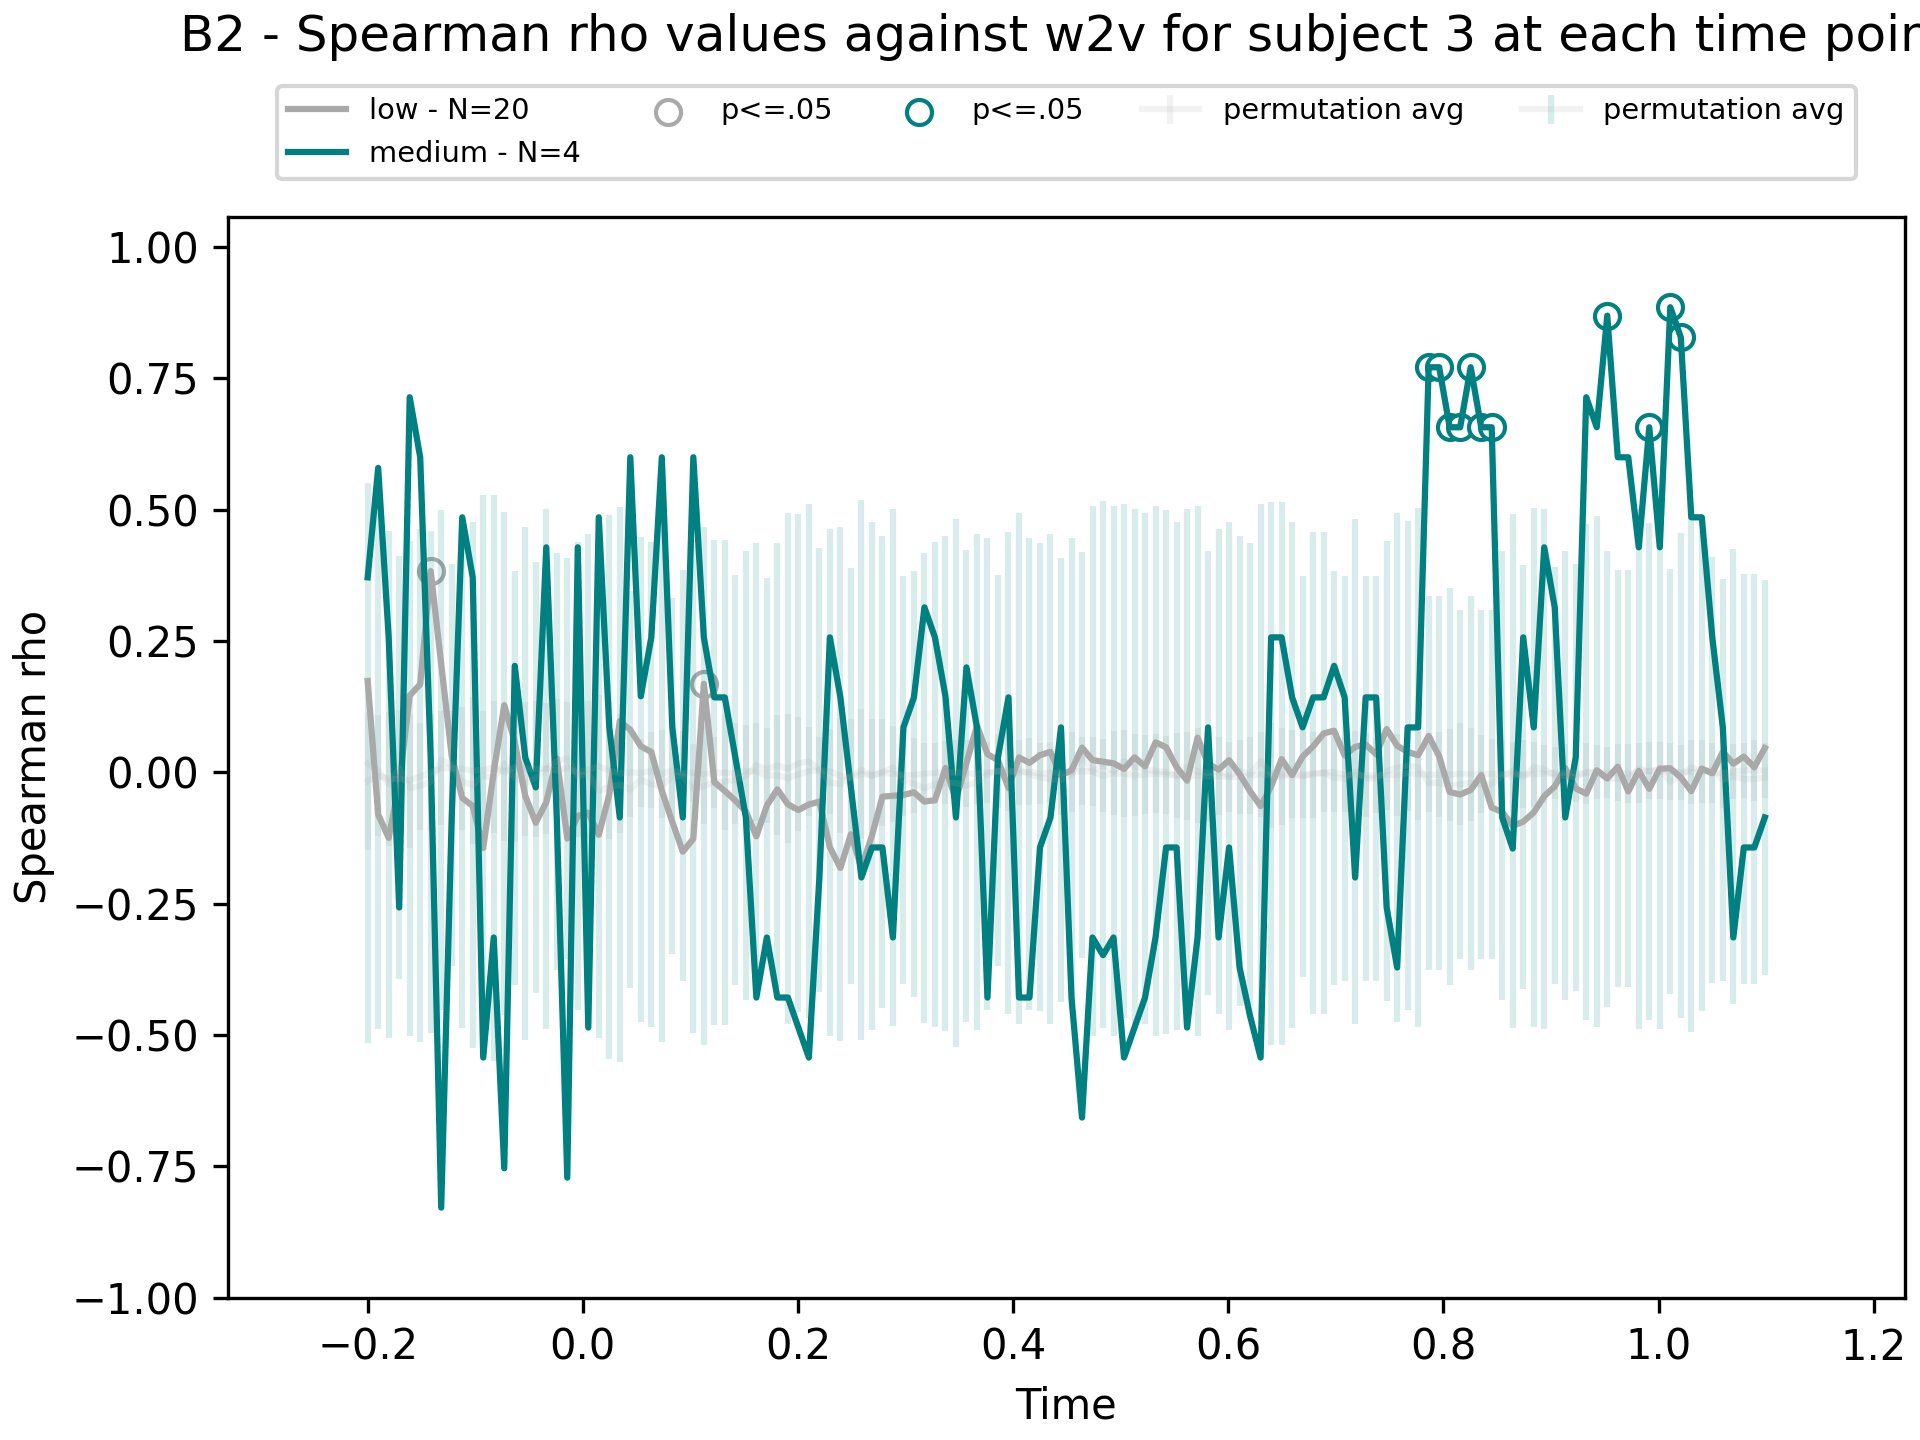 B2 - Spearman rho values against w2v for subject 3 at each time poin
low - N=20
medium - N=4
p<=.05
p<=.05
permutation avg
permutation avg
1.00
0.75
0.50
0.25
0.00
−0.25
−0.50
−0.75
−1.00
Spearman rho
−0.2 0.0 0.2 0.4 0.6 0.8 1.0 1.2
Time